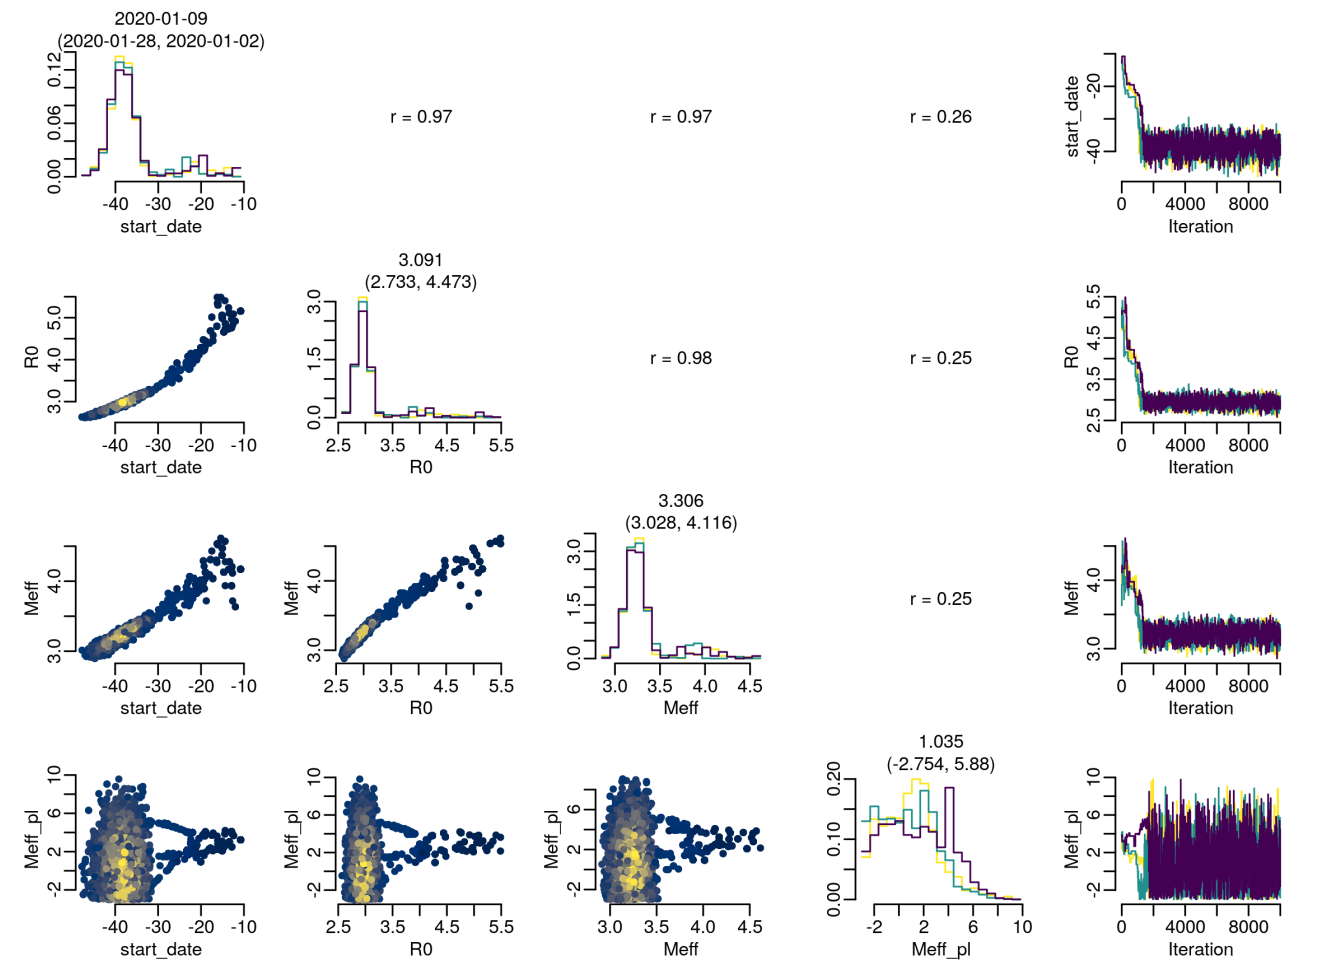 2020-01-09
(2020-01-28, 2020-01-02)
0.00 0.06 0.12
-40 -30 -20 -10
start_date
r = 0.97
r = 0.97
r = 0.26
start_date
-40 -20
0 4000 8000
Iteration
R0
3.0 4.0 5.0
-40 -30 -20 -10
start_date
3.091
(2.733, 4.473)
0.0 1.5 3.0
2.5 3.5 4.5 5.5
R0
r = 0.98
r = 0.25
R0
2.5 3.5 4.5 5.5
0 4000 8000
Iteration
Meff
3.0 4.0
-40 -30 -20 -10
start_date
Meff
3.0 4.0
2.5 3.5 4.5 5.5
R0
3.306
(3.028, 4.116)
0.0 1.5 3.0
3.0 3.5 4.0 4.5
Meff
r = 0.25
Meff
3.0 4.0
0 4000 8000
Iteration
Meff_pl
-2 2 6 10
-40 -30 -20 -10
start_date
Meff_pl
-2 2 6 10
2.5 3.5 4.5 5.5
R0
Meff_pl
-2 2 6
3.0 3.5 4.0 4.5
Meff
1.035
(-2.754, 5.88)
0.00 0.10 0.20
-2 2 6 10
Meff_pl
Meff_pl
-2 2 6 10
0 4000 8000
Iteration